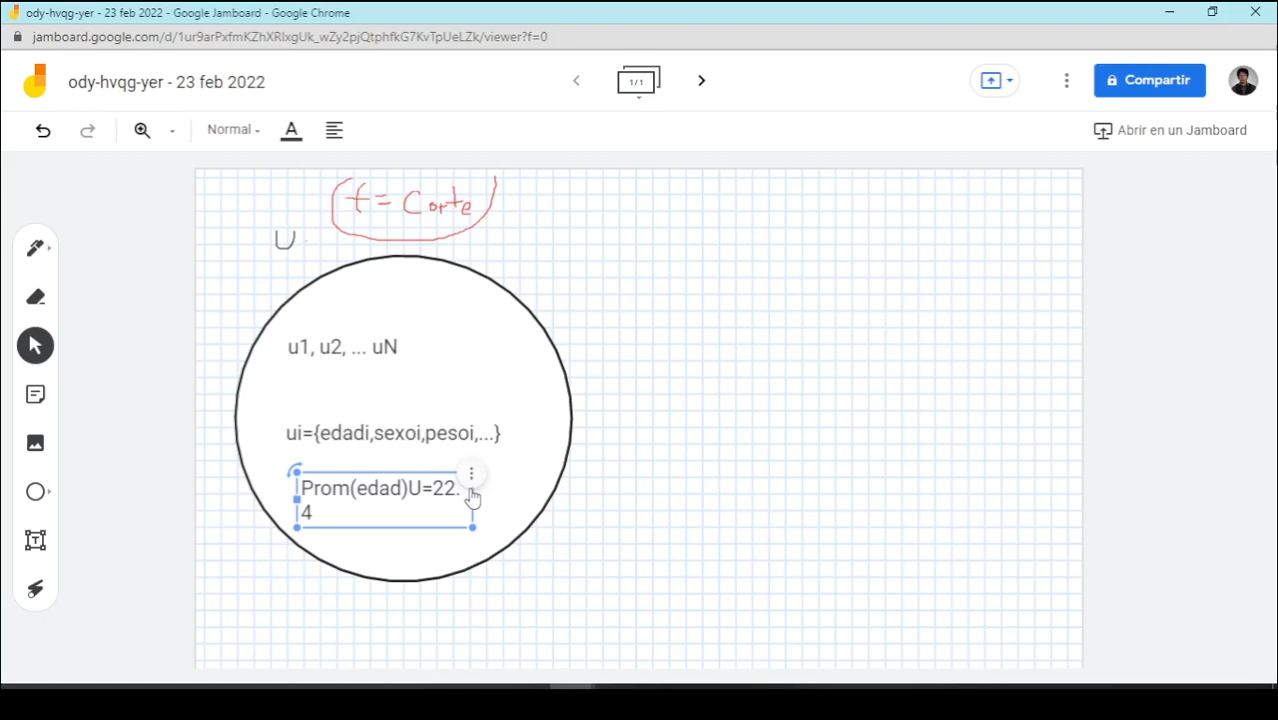 ody-hvqg-yer - 23 feb 2022 - Google Jamboard - Google Chrome
jamboard.google.com/d/1ur9arPxfmKZhXRlxgUk_wZy2pjQtphfkG7KvTpUeLZk/viewer?f=0
ody-hvqg-yer - 23 feb 2022
1/1
Compartir
Normal
A
Abrir en un Jamboard
t = Corte
U
u1, u2, ... uN
ui={edadi,sexoi,pesoi,...}
Prom(edad)U=22.
4